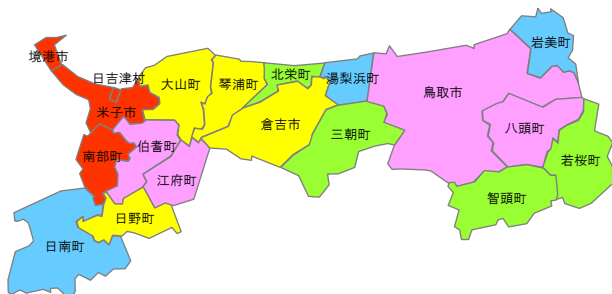 岩美町
境港市
日吉津村
大山町
琴浦町
北栄町
湯梨浜町
鳥取市
米子市
倉吉市
三朝町
八頭町
南部町
伯耆町
若桜町
江府町
智頭町
日野町
日南町